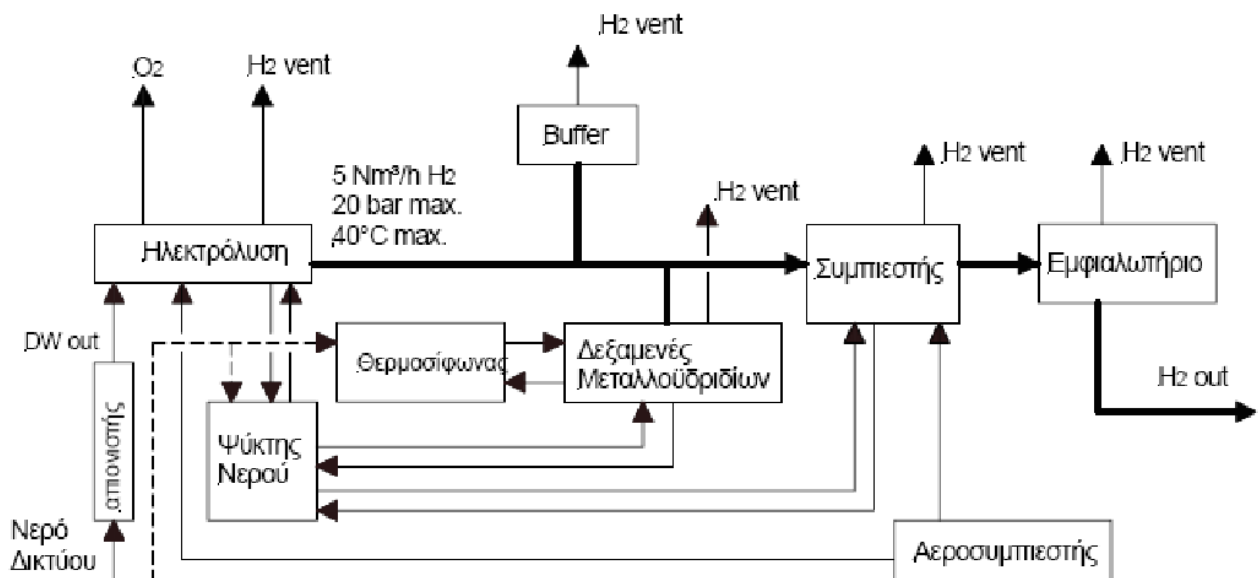 H2 vent
O2
H2 vent
Buffer
H2 vent
H2 vent
5 Nm³/h H2
20 bar max.
40°C max.
H2 vent
Ηλεκτρόλυση
Συμπιεστής
Εμφιαλωτήριο
DW out
Θερμοσίφωνας
Δεξαμενές
Μεταλλοϋδριδίων
H2 out
απιονιστής
Ψύκτης
Νερού
Νερό
Δικτύου
Αεροσυμπιεστής